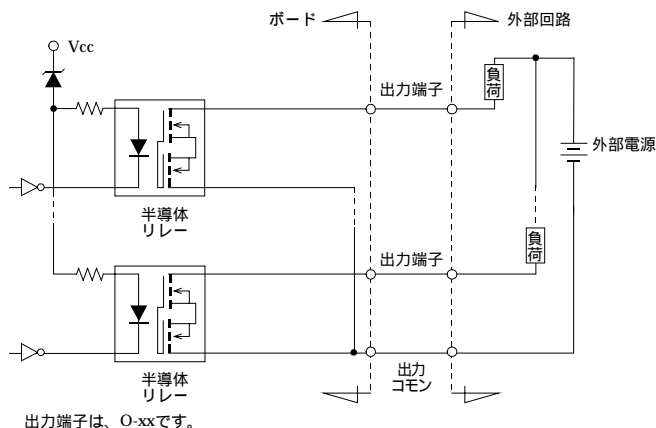 ボード
外部回路
Vcc
出力端子
負荷
外部電源
半導体
リレー
負荷
出力端子
出力
コモン
半導体
リレー
出力端子は、O-xxです。